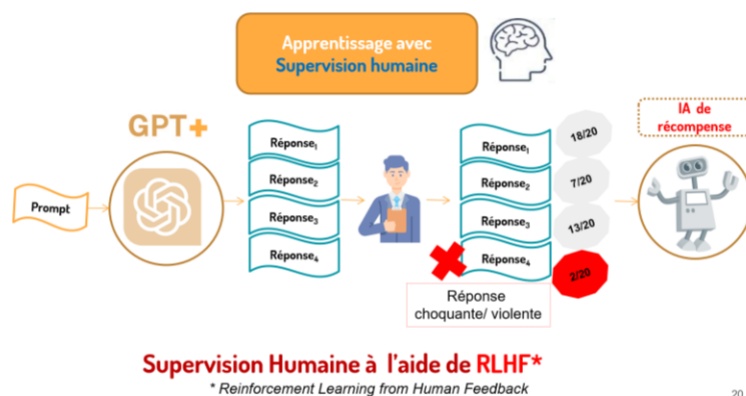 Apprentissage avec
Supervision humaine
GPT+
Prompt
Réponse₁
Réponse₂
Réponse₃
Réponse₄
Réponse₁
Réponse₂
Réponse₃
Réponse₄
18/20
7/20
13/20
2/20
Réponse
choquante/ violente
IA de
récompense
Supervision Humaine à l'aide de RLHF*
* Reinforcement Learning from Human Feedback
20